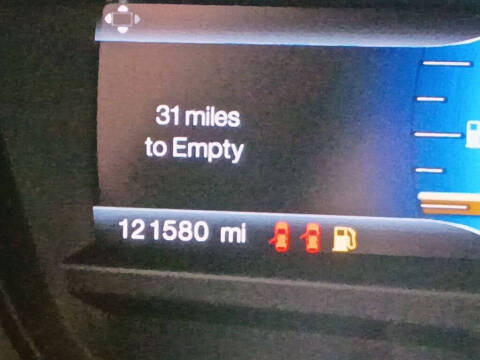 31 miles
to Empty
121580 mi